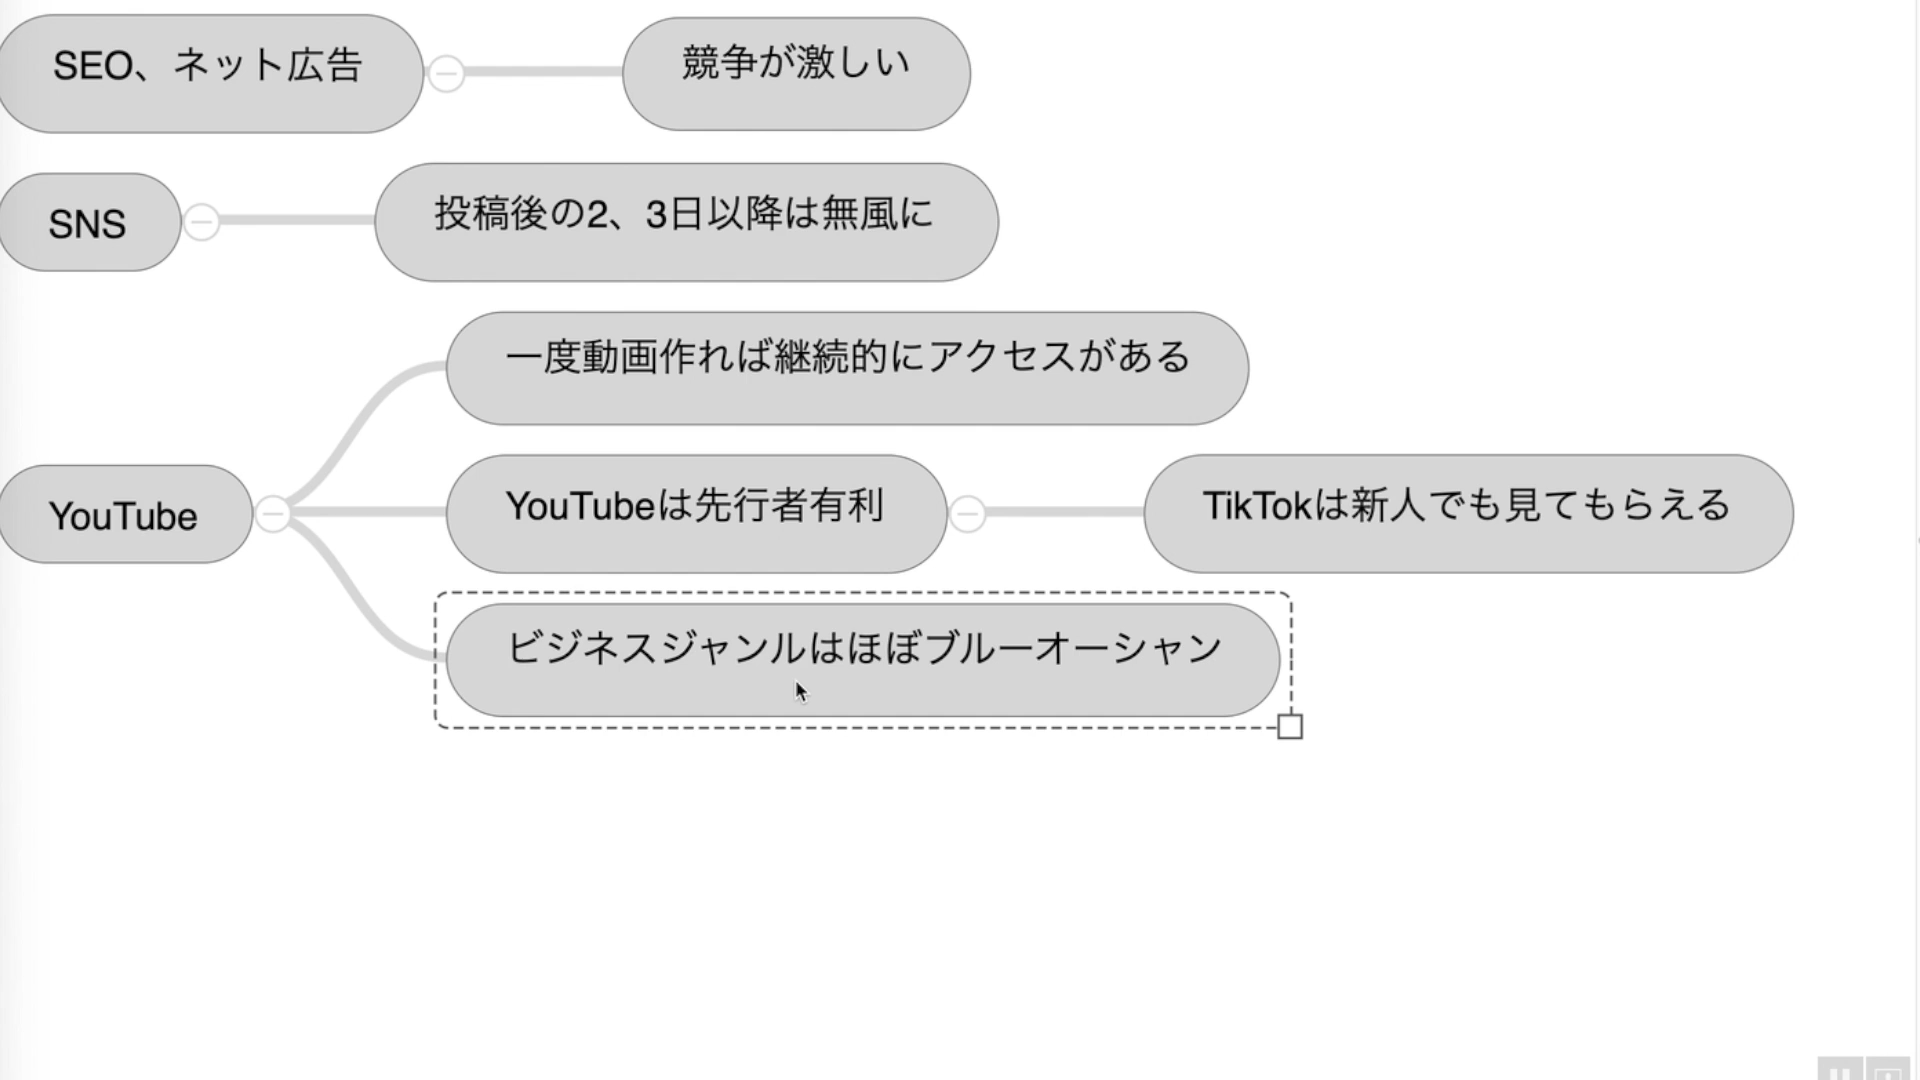 SEO、ネット広告
競争が激しい
SNS
投稿後の2、3日以降は無風に
一度動画作れば継続的にアクセスがある
YouTube
YouTubeは先行者有利
TikTokは新人でも見てもらえる
ビジネスジャンルはほぼブルーオーシャン